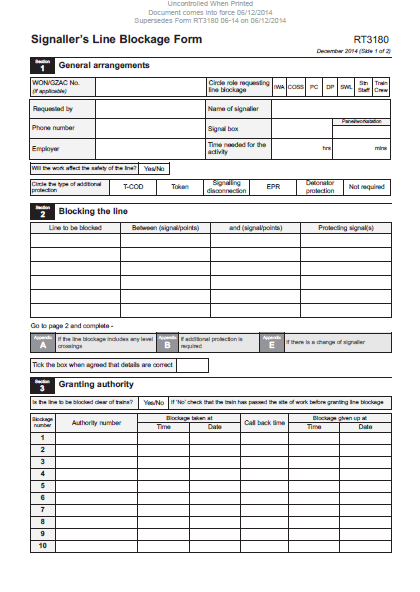 Uncontrolled When Printed
Document comes into force 06/12/2014
Supersedes Form RT3180 06-14 on 06/12/2014
Signaller's Line Blockage Form RT3180
December 2014 (Side 1 of 2)
Section 1 General arrangements
WON/GZAC No. (if applicable)
Circle role requesting line blockage
IWA COSS PC DP SWL Stn Staff Train Crew
Requested by
Name of signaller
Phone number
Signal box
Panel/workstation
Employer
Time needed for the activity
hrs mins
Will the work affect the safety of the line? Yes/No
Circle the type of additional protection
T-COD Token Signalling disconnection EPR Detonator protection Not required
Section 2 Blocking the line
Line to be blocked Between (signal/points) and (signal/points) Protecting signal(s)
Go to page 2 and complete -
Appendix A If the line blockage includes any level crossings
Appendix B If additional protection is required
Appendix E If there is a change of signaller
Tick the box when agreed that details are correct
Section 3 Granting authority
Is the line to be blocked clear of trains? Yes/No If 'No' check that the train has passed the site of work before granting line blockage
Blockage number
Authority number
Blockage taken at
Time Date
Call back time
Blockage given up at
Time Date
1
2
3
4
5
6
7
8
9
10